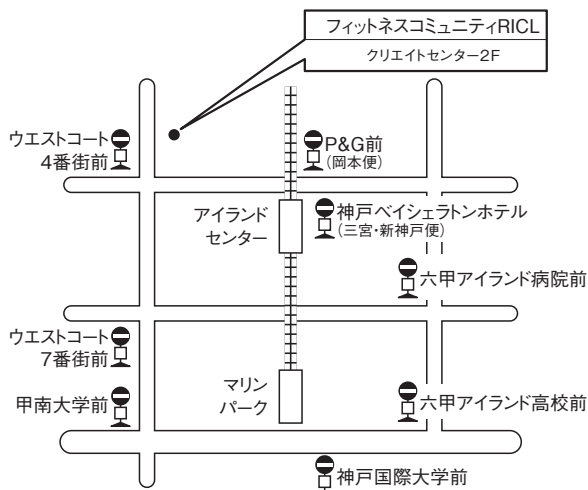 フィットネスコミュニティRICL
クリエイトセンター2F
ウエストコート
4番街前
P&G前
(岡本便)
アイランド
センター
神戸ベイシェラトンホテル
(三宮・新神戸便)
六甲アイランド病院前
ウエストコート
7番街前
マリン
パーク
甲南大学前
六甲アイランド高校前
神戸国際大学前